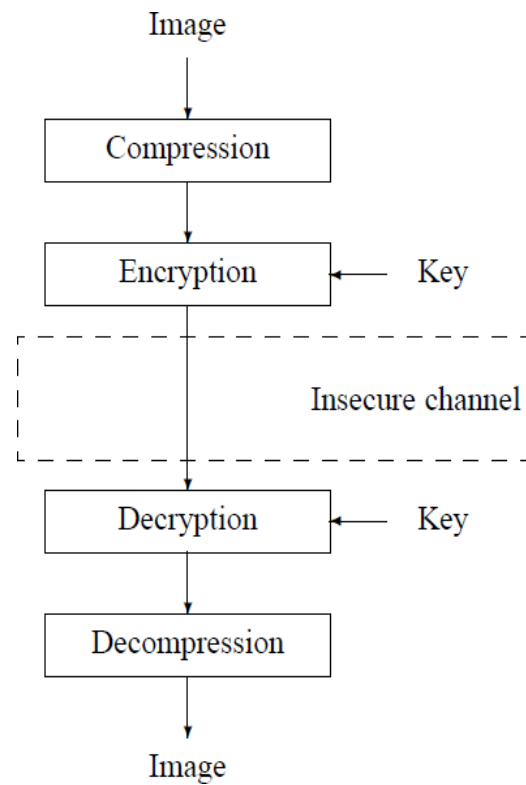 Image
Compression
Encryption
Key
Insecure channel
Decryption
Key
Decompression
Image